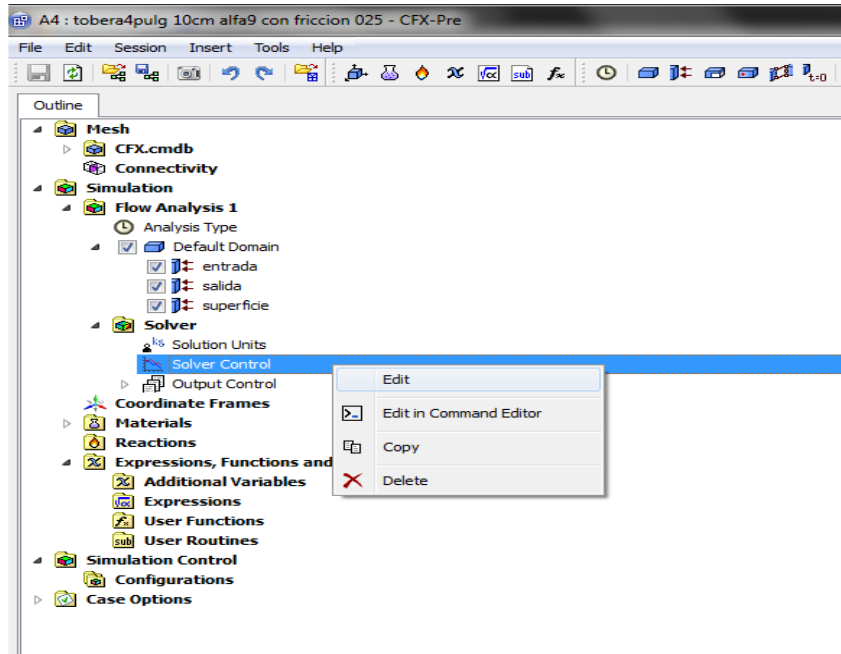 A4 : tobera4pulg 10cm alfa9 con friccion 025 - CFX-Pre
File Edit Session Insert Tools Help
Outline
Mesh
CFX.cmdb
Connectivity
Simulation
Flow Analysis 1
Analysis Type
Default Domain
entrada
salida
superficie
Solver
Solution Units
Solver Control
Edit
Output Control
Coordinate Frames
Edit in Command Editor
Materials
Reactions
Copy
Expressions, Functions and
Additional Variables
Delete
Expressions
User Functions
User Routines
Simulation Control
Configurations
Case Options